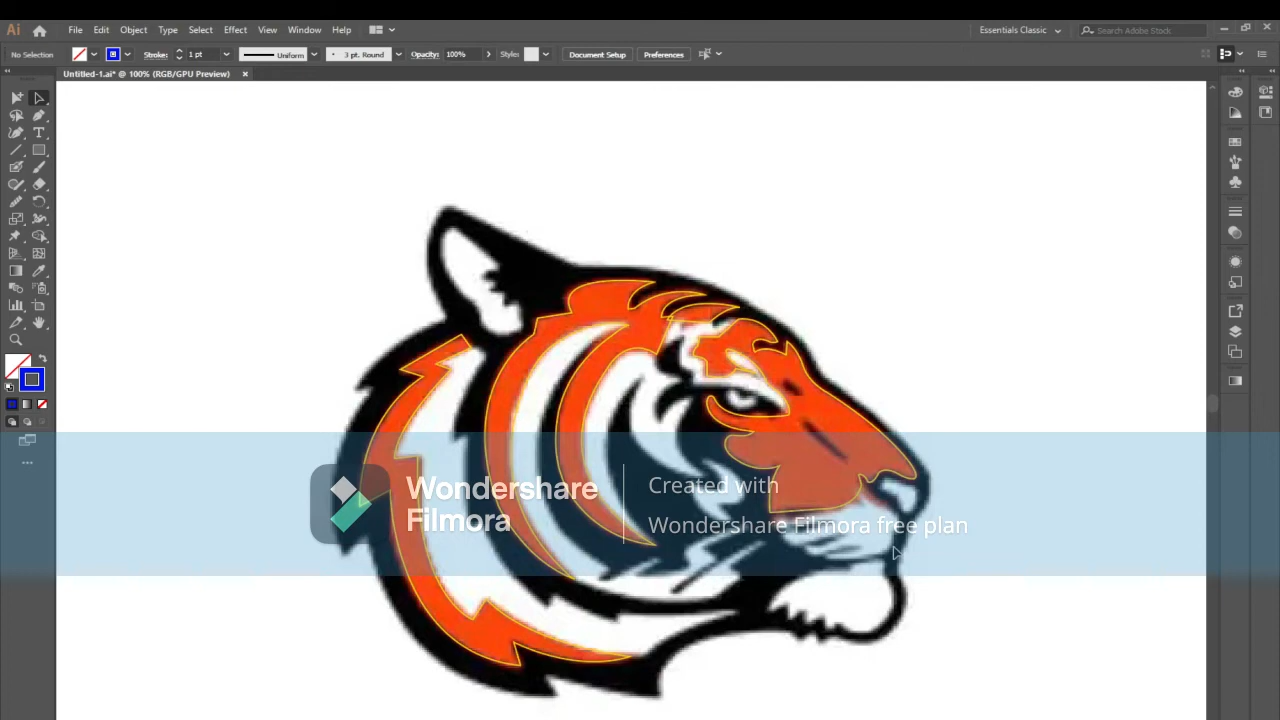 Ai File Edit Object Type Select Effect View Window Help Essentials Classic Search Adobe Stock
No Selection Stroke: 1 pt Uniform 3 pt. Round Opacity: 100% Style: Document Setup Preferences
Untitled-1.ai* @ 100% (RGB/GPU Preview)
Wondershare
Filmora
Created with
Wondershare Filmora free plan